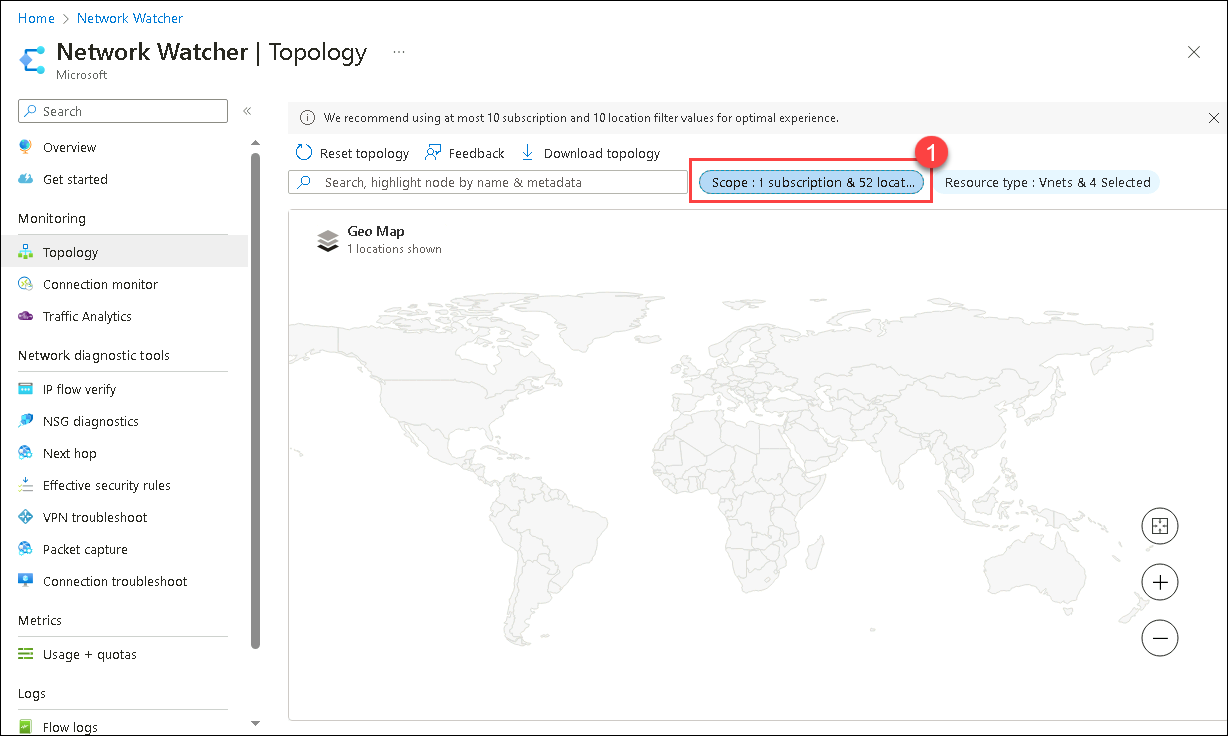 Home > Network Watcher
Network Watcher | Topology ...
Microsoft
Search
«
Overview
Get started
Monitoring
Topology
Connection monitor
Traffic Analytics
Network diagnostic tools
IP flow verify
NSG diagnostics
Next hop
Effective security rules
VPN troubleshoot
Packet capture
Connection troubleshoot
Metrics
Usage + quotas
Logs
Flow logs
We recommend using at most 10 subscription and 10 location filter values for optimal experience.
Reset topology Feedback Download topology
1
Search, highlight node by name & metadata
Scope : 1 subscription & 52 locat...
Resource type : Vnets & 4 Selected
Geo Map
1 locations shown